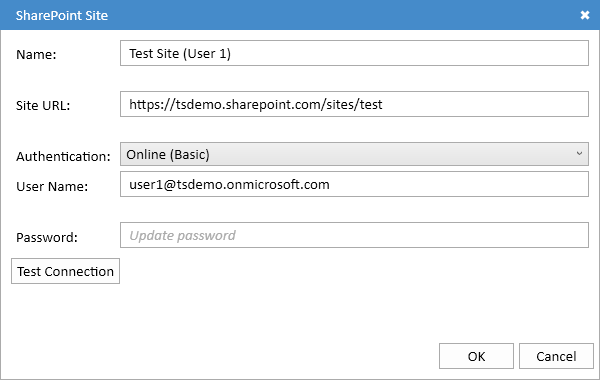 SharePoint Site
Name: Test Site (User 1)
Site URL: https://tsdemo.sharepoint.com/sites/test
Authentication: Online (Basic)
User Name: user1@tsdemo.onmicrosoft.com
Password: Update password
Test Connection
OK Cancel